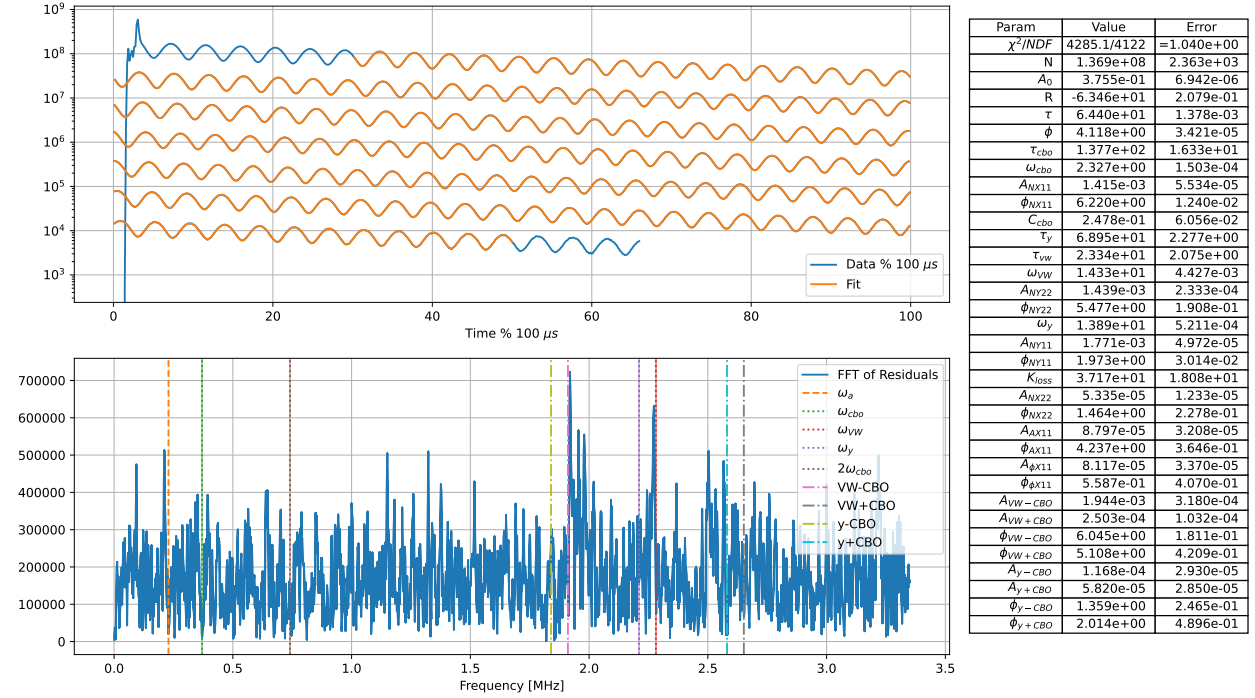 10⁹
10⁸
10⁷
10⁶
10⁵
10⁴
10³
0 20 40 60 80 100
Time % 100 μs
Data % 100 μs
Fit
700000
600000
500000
400000
300000
200000
100000
0
0.0 0.5 1.0 1.5 2.0 2.5 3.0 3.5
Frequency [MHz]
FFT of Residuals
ω_a
ω_cbo
ω_VW
ω_y
2ω_cbo
VW-CBO
VW+CBO
y-CBO
y+CBO
Param Value Error
χ²/NDF 4285.1/4122 =1.040e+00
N 1.369e+08 2.363e+03
A_0 3.755e-01 6.942e-06
R -6.346e+01 2.079e-01
τ 6.440e+01 1.378e-03
ϕ 4.118e+00 3.421e-05
τ_cbo 1.377e+02 1.633e+01
ω_cbo 2.327e+00 1.503e-04
A_NX11 1.415e-03 5.534e-05
ϕ_NX11 6.220e+00 1.240e-02
C_cbo 2.478e-01 6.056e-02
τ_y 6.895e+01 2.277e+00
τ_vw 2.334e+01 2.075e+00
ω_VW 1.433e+01 4.427e-03
A_NY22 1.439e-03 2.333e-04
ϕ_NY22 5.477e+00 1.908e-01
ω_y 1.389e+01 5.211e-04
A_NY11 1.771e-03 4.972e-05
ϕ_NY11 1.973e+00 3.014e-02
K_loss 3.717e+01 1.808e+01
A_NX22 5.335e-05 1.233e-05
ϕ_NX22 1.464e+00 2.278e-01
A_AX11 8.797e-05 3.208e-05
ϕ_AX11 4.237e+00 3.646e-01
A_ϕX11 8.117e-05 3.370e-05
ϕ_ϕX11 5.587e-01 4.070e-01
A_VW−CBO 1.944e-03 3.180e-04
A_VW+CBO 2.503e-04 1.032e-04
ϕ_VW−CBO 6.045e+00 1.811e-01
ϕ_VW+CBO 5.108e+00 4.209e-01
A_y−CBO 1.168e-04 2.930e-05
A_y+CBO 5.820e-05 2.850e-05
ϕ_y−CBO 1.359e+00 2.465e-01
ϕ_y+CBO 2.014e+00 4.896e-01